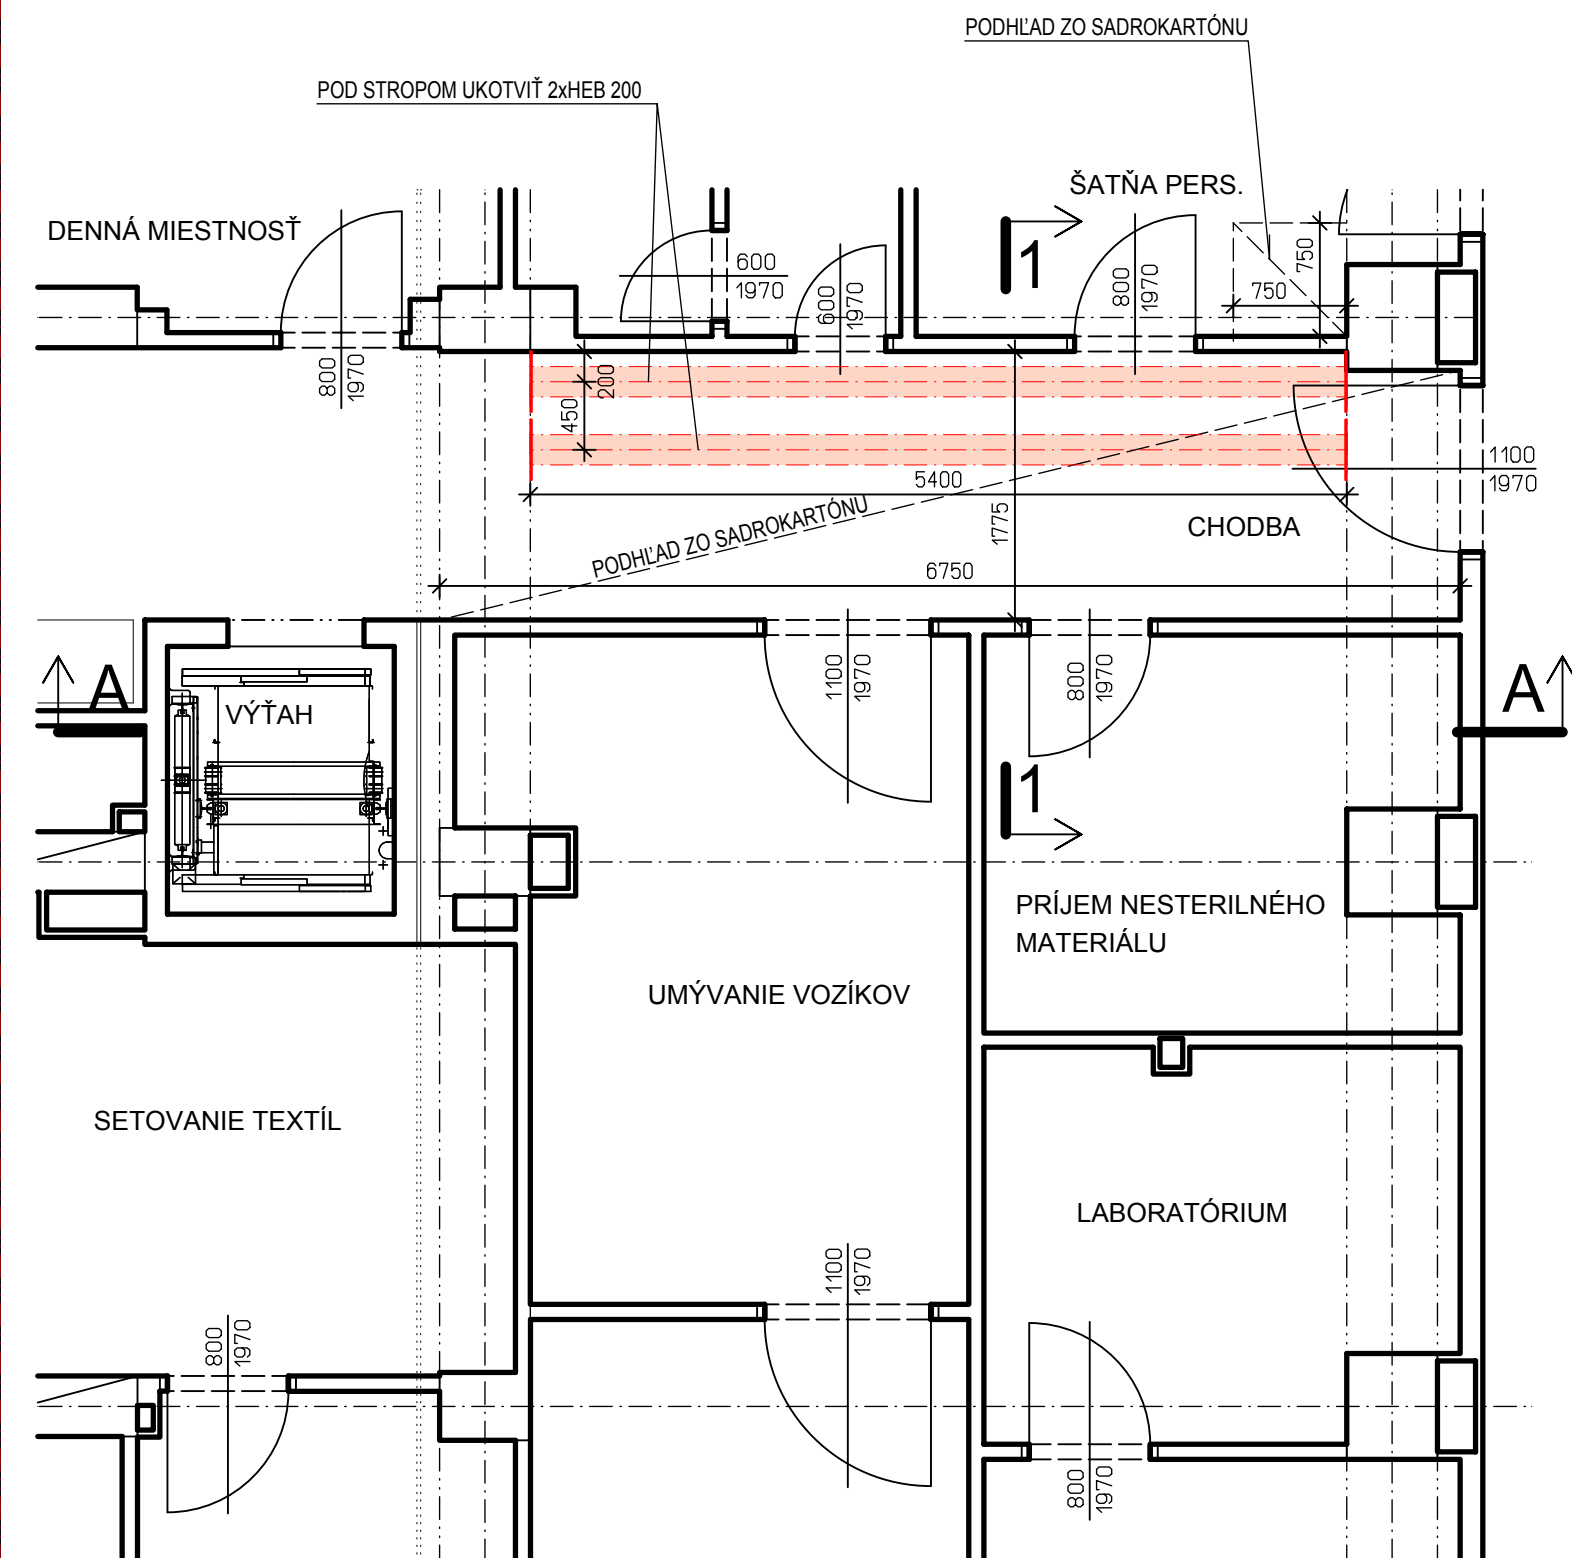 PODHĽAD ZO SADROKARTÓNU
POD STROPOM UKOTVIŤ 2xHEB 200
ŠATŇA PERS.
DENNÁ MIESTNOSŤ
1
600
1970
800
1970
750
750
600
1970
800
1970
200
450
5400
1100
1970
1775
CHODBA
PODHĽAD ZO SADROKARTÓNU
6750
1100
1970
800
1970
A
A
VÝŤAH
1
PRÍJEM NESTERILNÉHO
MATERIÁLU
UMÝVANIE VOZÍKOV
SETOVANIE TEXTÍL
LABORATÓRIUM
1100
1970
800
1970
800
1970